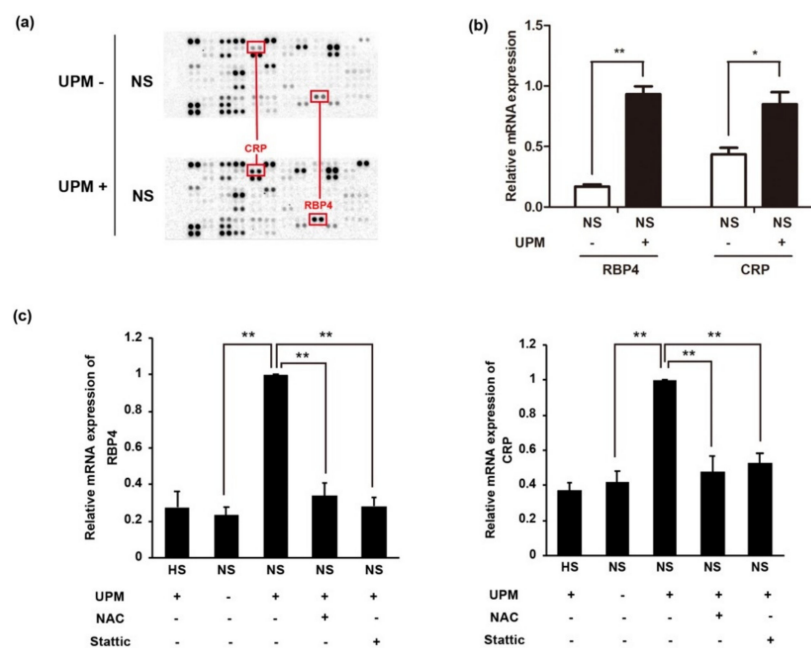 (a)
UPM -
NS
CRP
UPM +
NS
RBP4
(b)
Relative mRNA expression
1.5
1.0
0.5
0.0
** *
NS NS NS NS
UPM - + - +
RBP4 CRP
(c)
Relative mRNA expression of
RBP4
1.2
1
0.8
0.6
0.4
0.2
0
** **
**
HS NS NS NS NS
UPM + - + + +
NAC - - - + -
Stattic - - - - +
Relative mRNA expression of
CRP
1.2
1
0.8
0.6
0.4
0.2
0
** **
**
HS NS NS NS NS
UPM + - + + +
NAC - - - + -
Stattic - - - - +